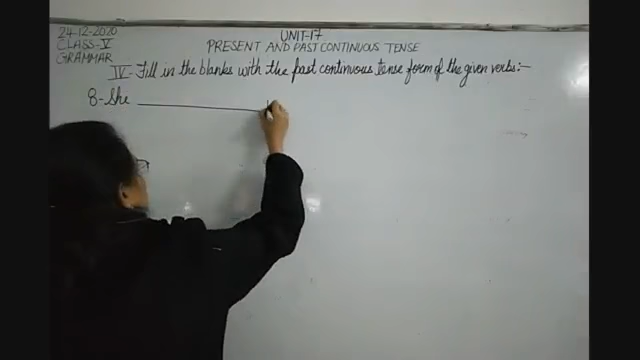 24-12-2020
CLASS-V
GRAMMAR
UNIT-17
PRESENT AND PAST CONTINUOUS TENSE
IV- Fill in the blanks with the past continuous tense form of the given verbs:-
8- She ____________